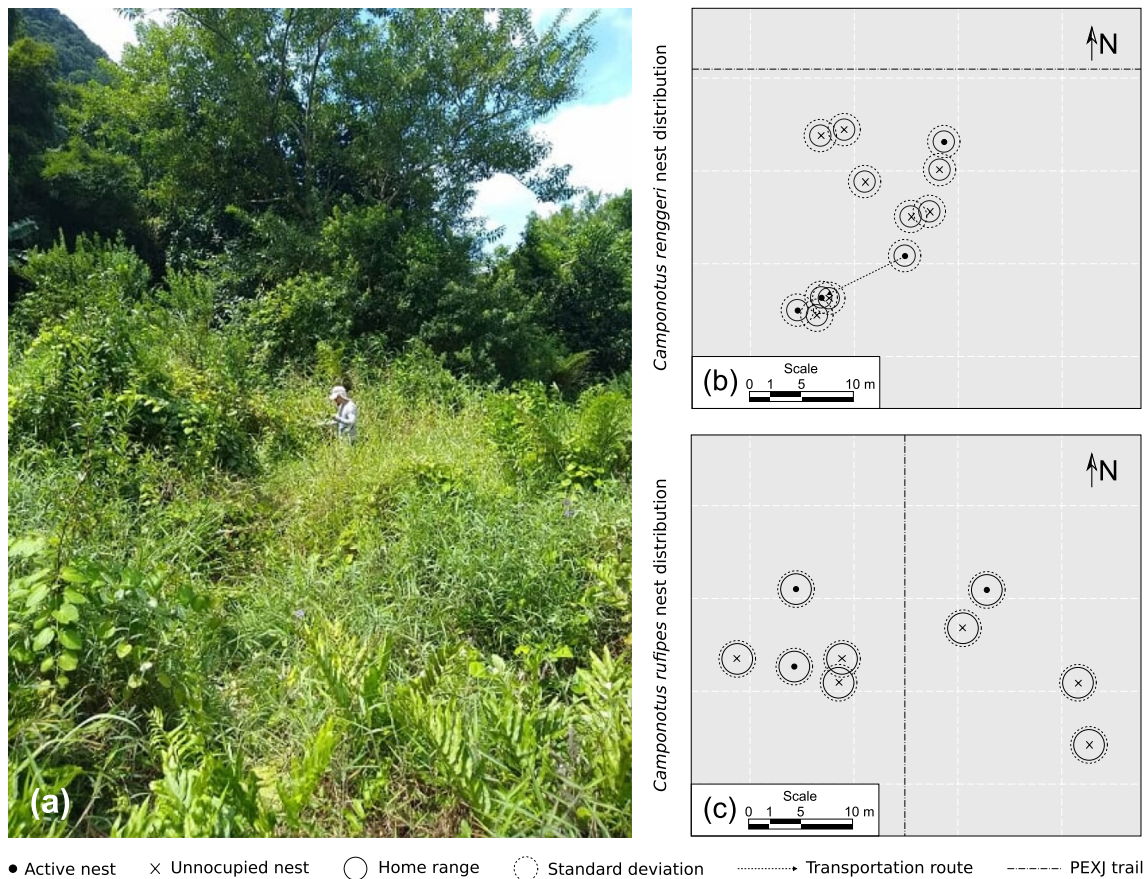 (a)
Camponotus renggeri nest distribution
N
(b)
Scale
0 1 5 10 m
Camponotus rufipes nest distribution
N
(c)
Scale
0 1 5 10 m
Active nest
Unnocupied nest
Home range
Standard deviation
Transportation route
PEXJ trail